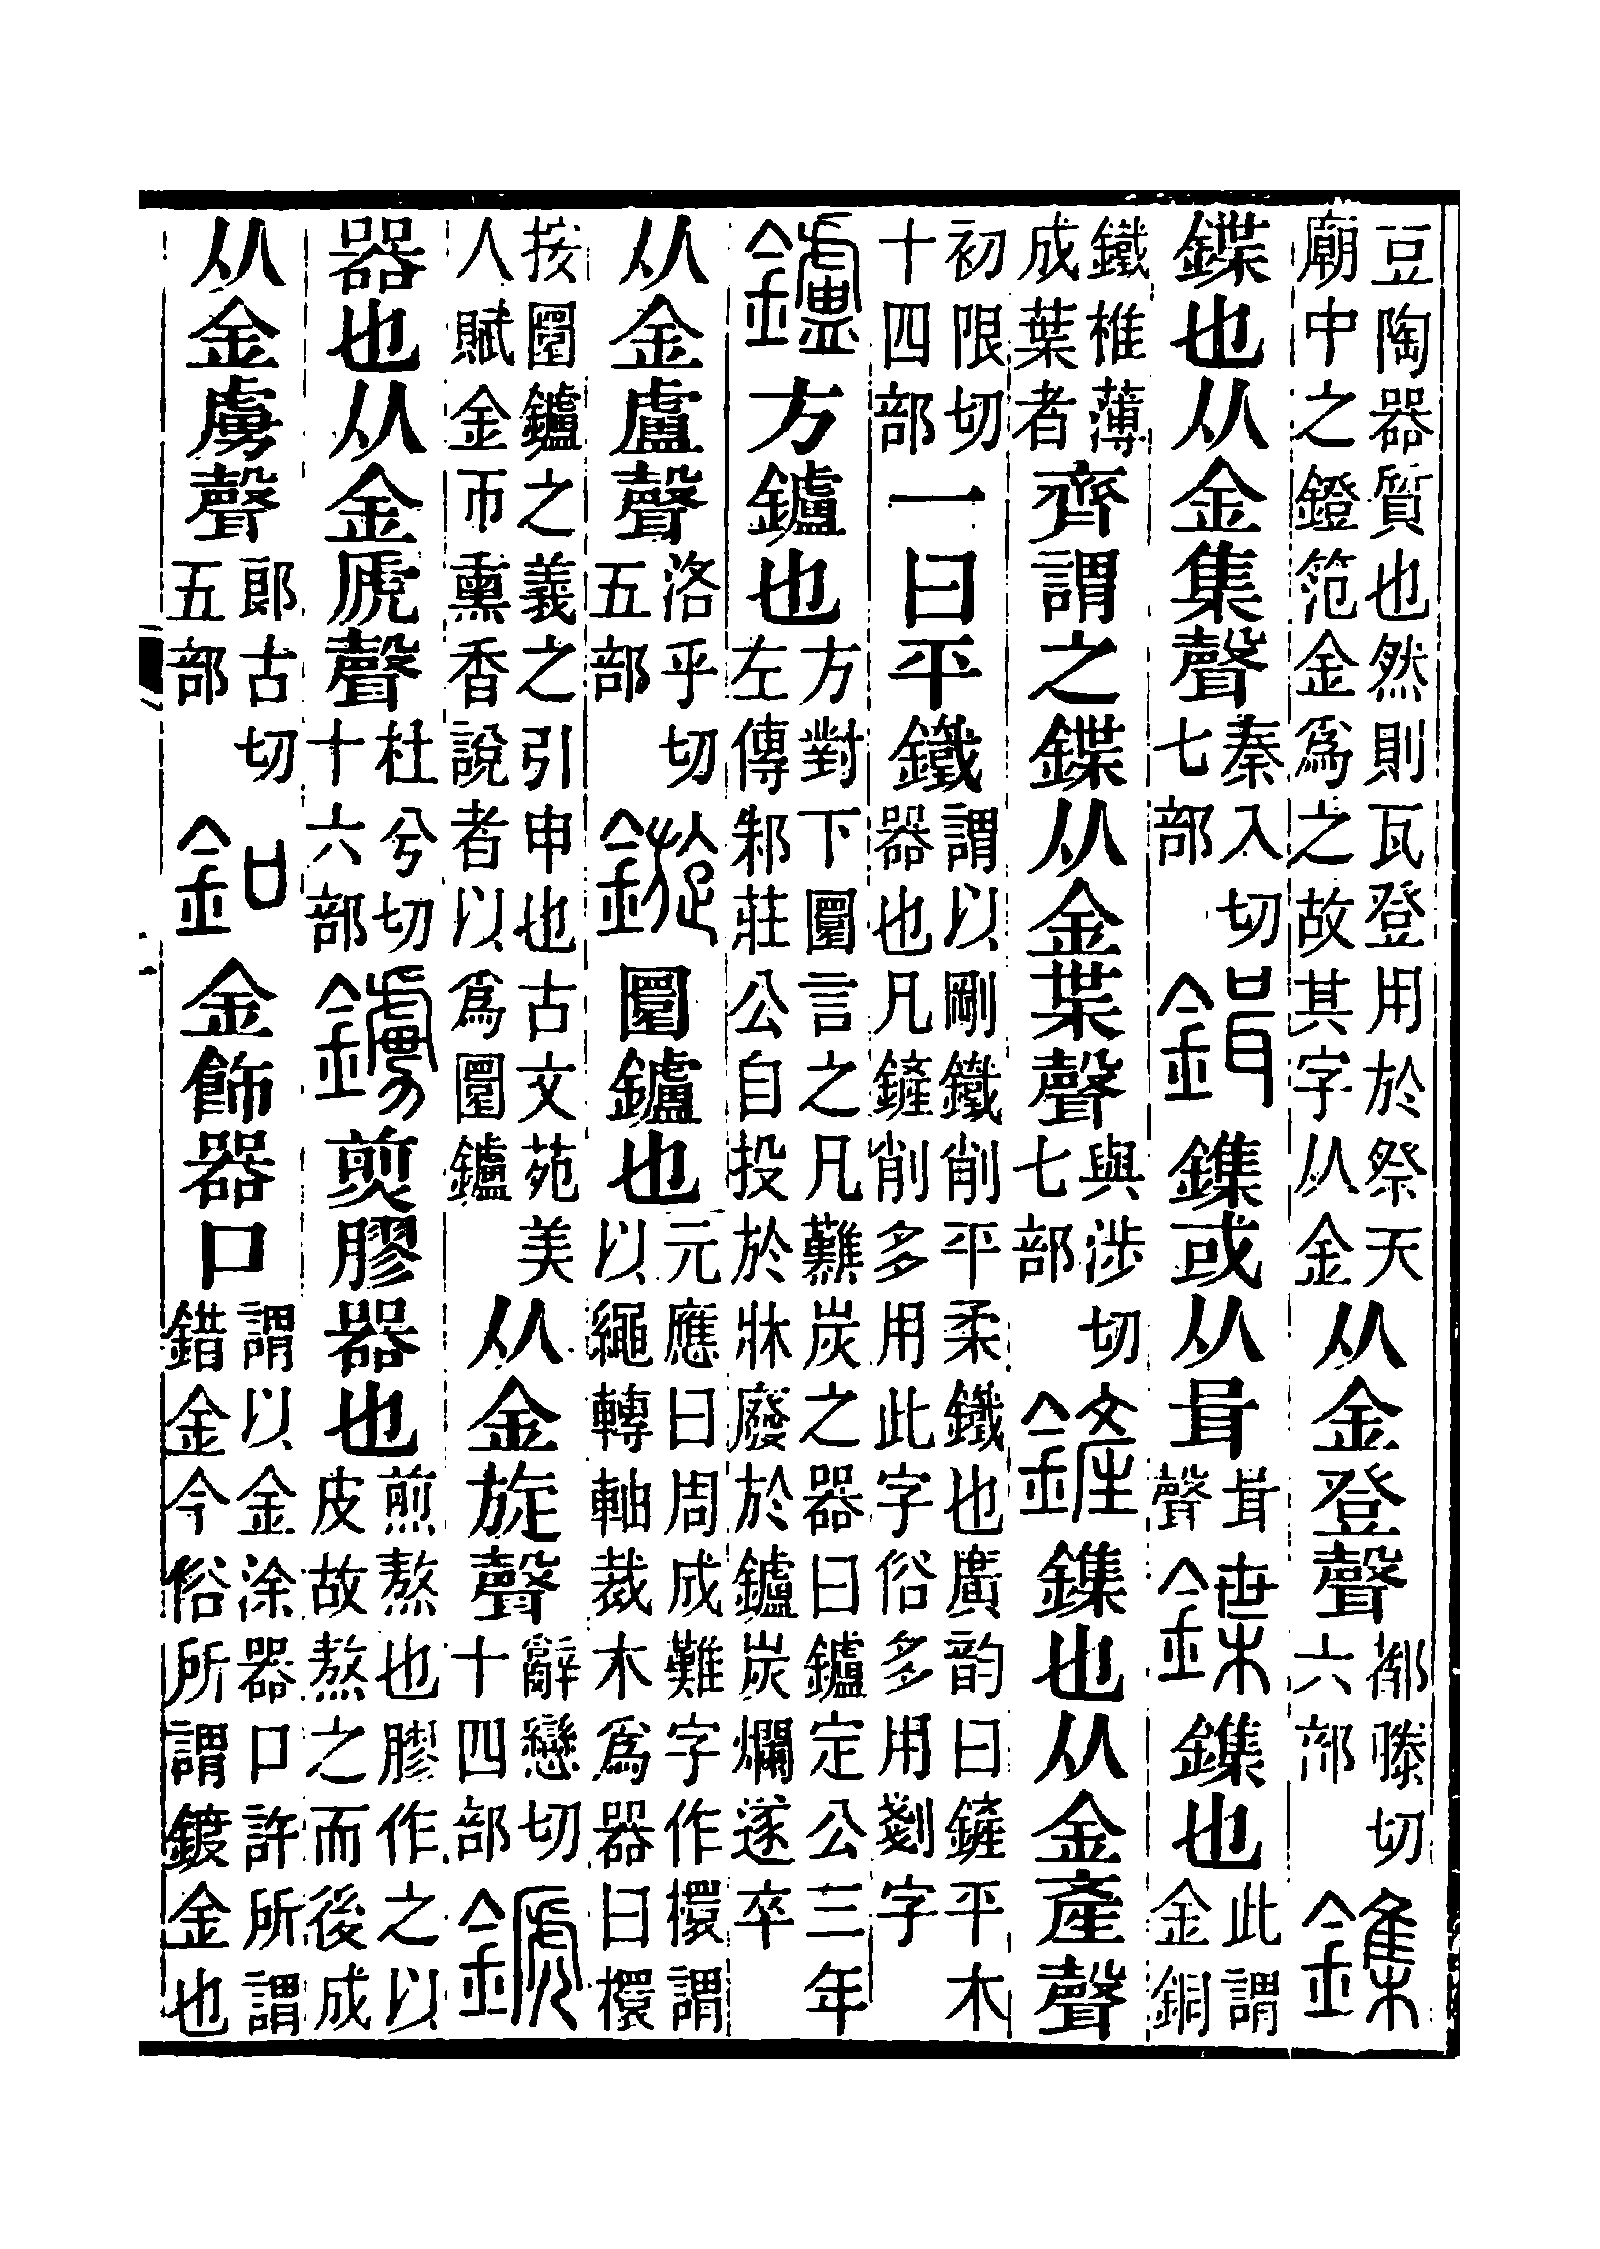 豆陶器質也然則瓦登用於祭天廟中之鐙笵金爲之故其字从金从金登聲都滕切六部鏶
鍱也从金集聲秦入切七部鍓鏶或从咠咠聲鍱鏶也此謂金銅
鐵椎薄成葉者齊謂之鍱从金葉聲與涉切七部鏟鏶也从金產聲
初限切十四部一曰平鐵謂以剛鐵削平柔鐵也廣韵曰鏟平木器也凡鏟削多用此字俗多用剗字
鑪方鑪也方對下圜言之凡難炭之器曰鑪定公三年左傳邾莊公自投於牀廢於鑪炭爛遂卒
从金盧聲洛乎切五部鏇圜鑪也元應曰周成難字作檈謂以繩轉軸裁木爲器曰檈
按圜鑪之義之引申也古文苑美人賦金帀熏香說者以爲圜鑪从金旋聲辭戀切十四部䥶
器也从金虒聲杜兮切十六部鐪煎膠器也煎熬也膠作之以皮故熬之而後成
从金虜聲郎古切五部釦金飾器口謂以金涂器口許所謂錯金今俗所謂鍍金也